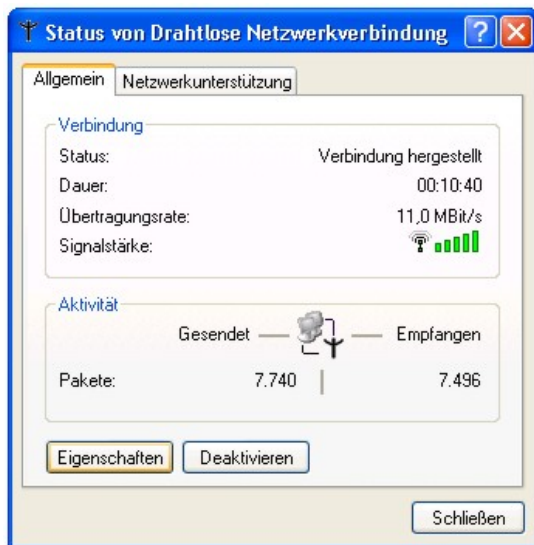 Status von Drahtlose Netzwerkverbindung
Allgemein Netzwerkunterstützung
Verbindung
Status: Verbindung hergestellt
Dauer: 00:10:40
Übertragungsrate: 11,0 MBit/s
Signalstärke:
Aktivität
Gesendet Empfangen
Pakete: 7.740 7.496
Eigenschaften Deaktivieren
Schließen